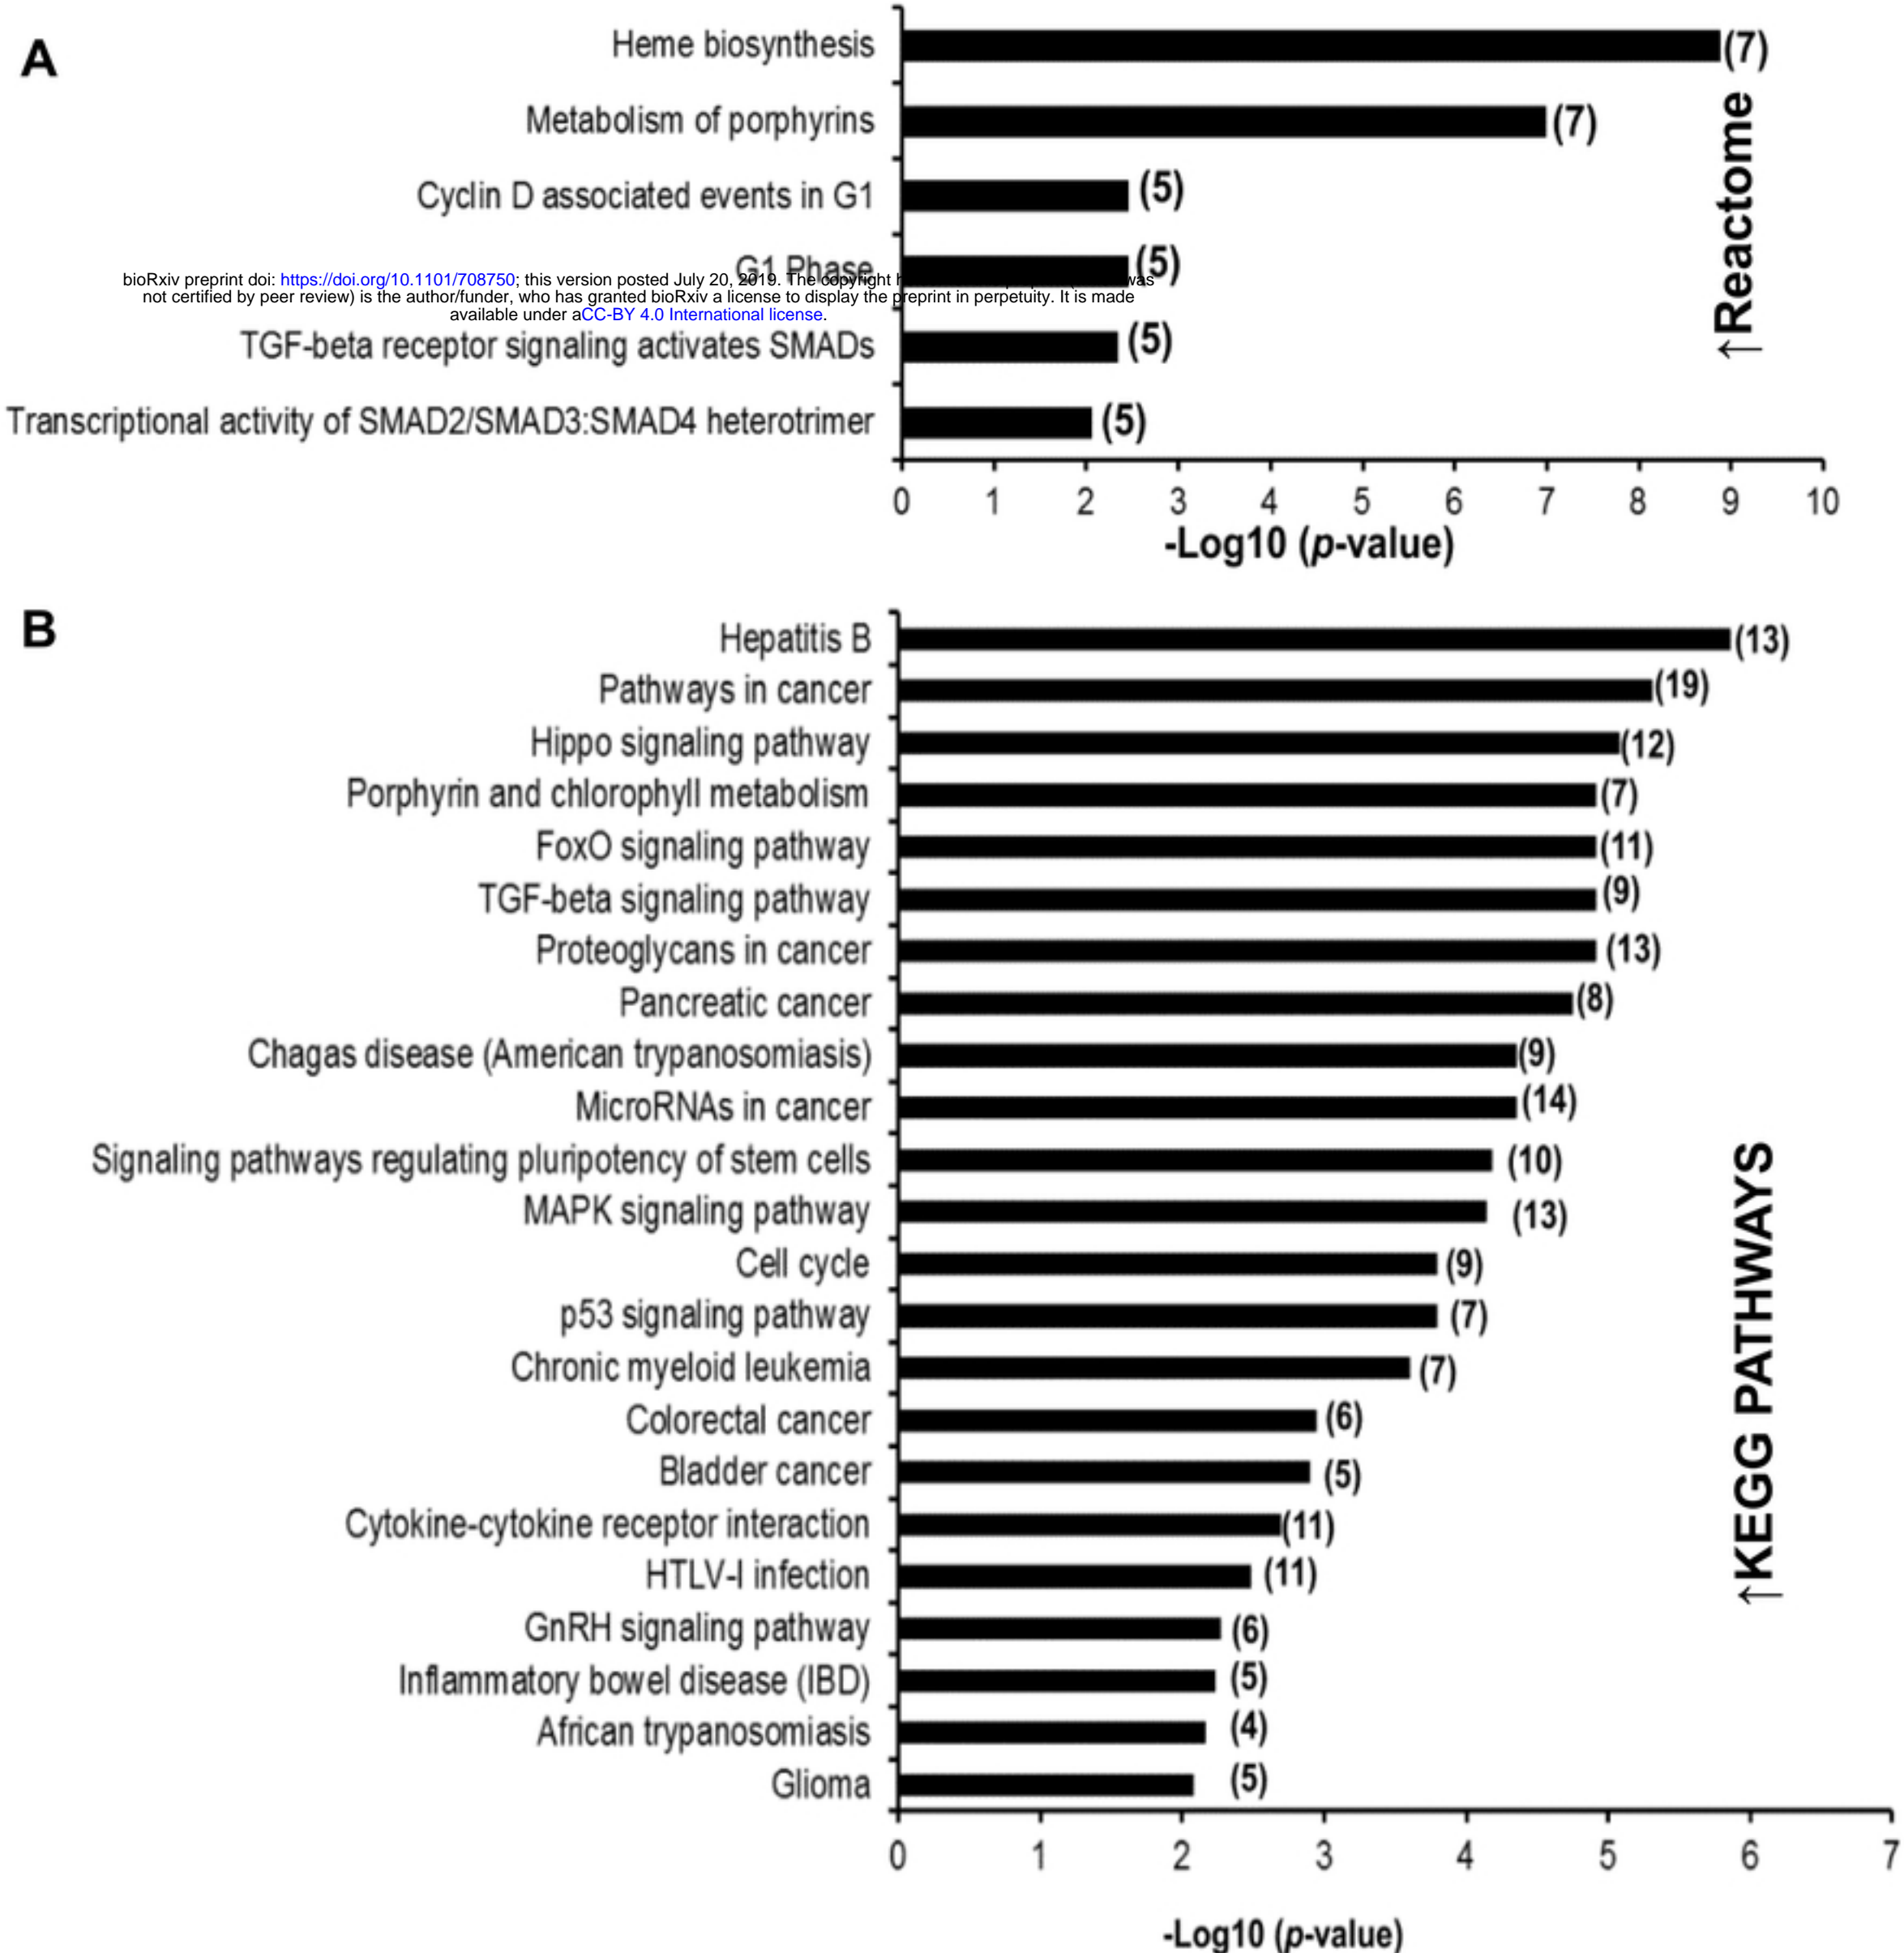 A
Heme biosynthesis (7)
Metabolism of porphyrins (7)
Cyclin D associated events in G1 (5)
G1 Phase (5)
bioRxiv preprint doi: https://doi.org/10.1101/708750; this version posted July 20, 2019. The copyright was
not certified by peer review) is the author/funder, who has granted bioRxiv a license to display the preprint in perpetuity. It is made
available under aCC-BY 4.0 International license.
TGF-beta receptor signaling activates SMADs (5)
Transcriptional activity of SMAD2/SMAD3:SMAD4 heterotrimer (5)
↑Reactome
0 1 2 3 4 5 6 7 8 9 10
-Log10 (p-value)
B
Hepatitis B (13)
Pathways in cancer (19)
Hippo signaling pathway (12)
Porphyrin and chlorophyll metabolism (7)
FoxO signaling pathway (11)
TGF-beta signaling pathway (9)
Proteoglycans in cancer (13)
Pancreatic cancer (8)
Chagas disease (American trypanosomiasis) (9)
MicroRNAs in cancer (14)
Signaling pathways regulating pluripotency of stem cells (10)
MAPK signaling pathway (13)
Cell cycle (9)
p53 signaling pathway (7)
Chronic myeloid leukemia (7)
Colorectal cancer (6)
Bladder cancer (5)
Cytokine-cytokine receptor interaction (11)
HTLV-I infection (11)
GnRH signaling pathway (6)
Inflammatory bowel disease (IBD) (5)
African trypanosomiasis (4)
Glioma (5)
↑KEGG PATHWAYS
0 1 2 3 4 5 6 7
-Log10 (p-value)